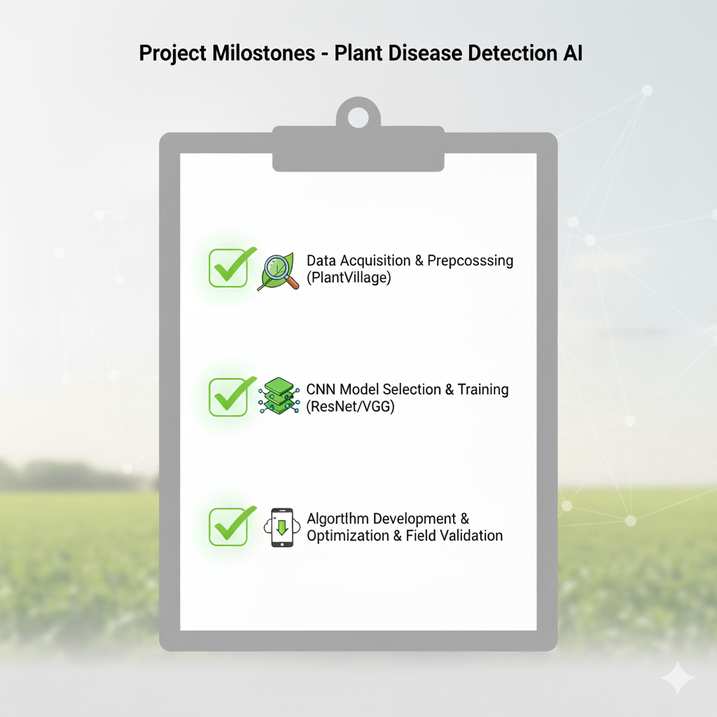 Project Milostones - Plant Disease Detection AI
Data Acquisition & Prepcosssing
(PlantVillage)
CNN Model Selection & Training
(ResNet/VGG)
Algortlhm Development &
Optimization & Field Validation